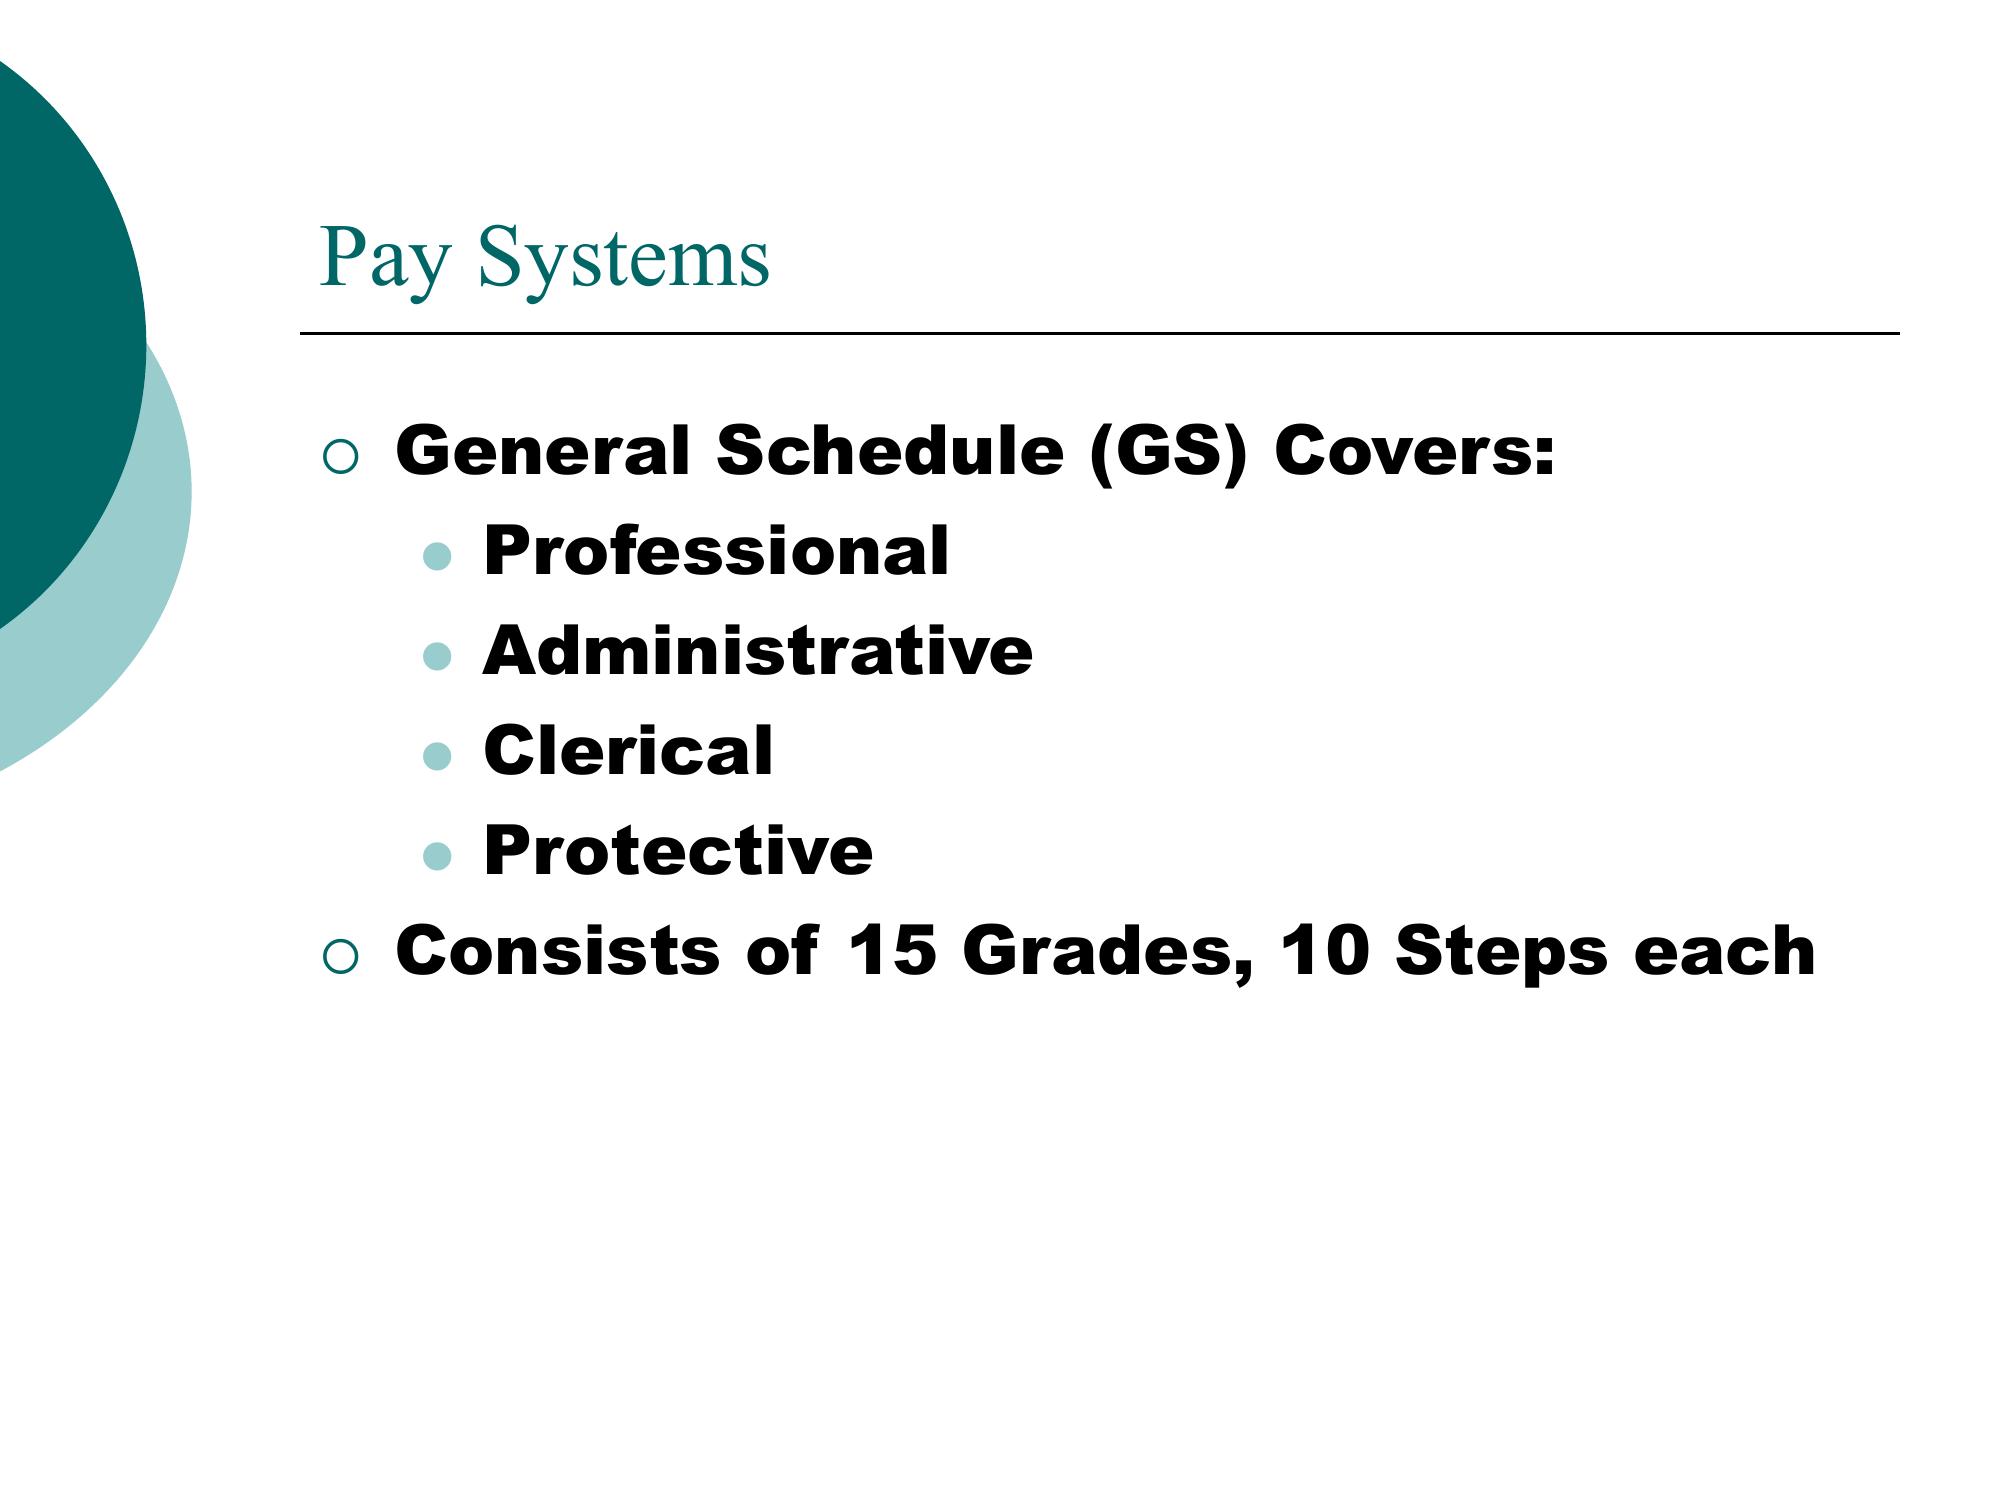 Pay Systems
General Schedule (GS) Covers:
Professional
Administrative
Clerical
Protective
Consists of 15 Grades, 10 Steps each